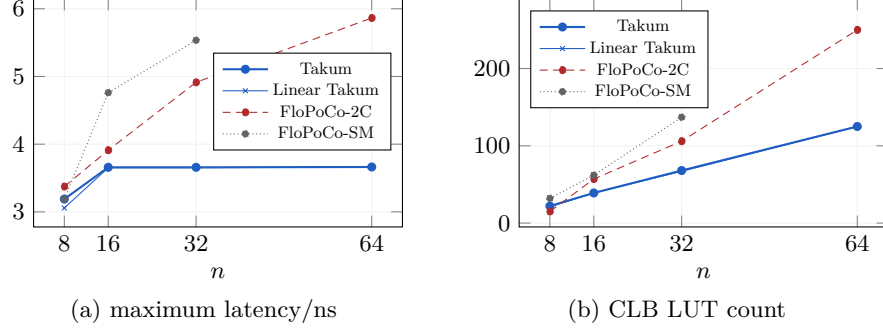 6
5
4
3
8
16
32
64
n
Takum
Linear Takum
FloPoCo-2C
FloPoCo-SM
(a) maximum latency/ns
200
100
0
8
16
32
64
n
Takum
Linear Takum
FloPoCo-2C
FloPoCo-SM
(b) CLB LUT count